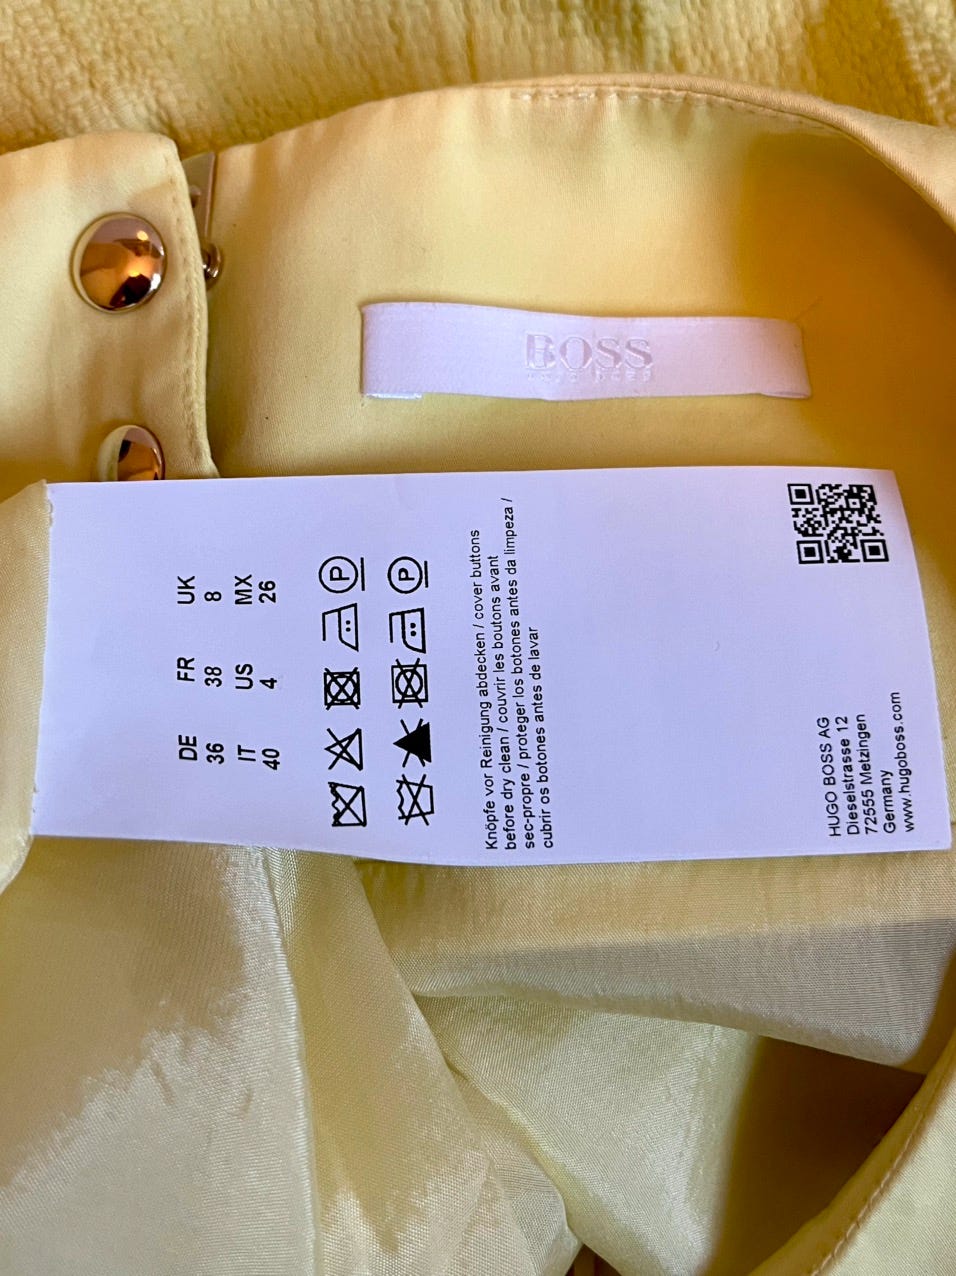 BOSS
HUGO BOSS
DE FR UK
36 38 8
IT US MX
40 4 26
P
P
Knöpfe vor Reinigung abdecken / cover buttons
before dry clean / couvrir les boutons avant
sec-propre / proteger los botones antes da limpeza /
cubrir os botones antes de lavar
HUGO BOSS AG
Dieselstrasse 12
72555 Metzingen
Germany
www.hugoboss.com